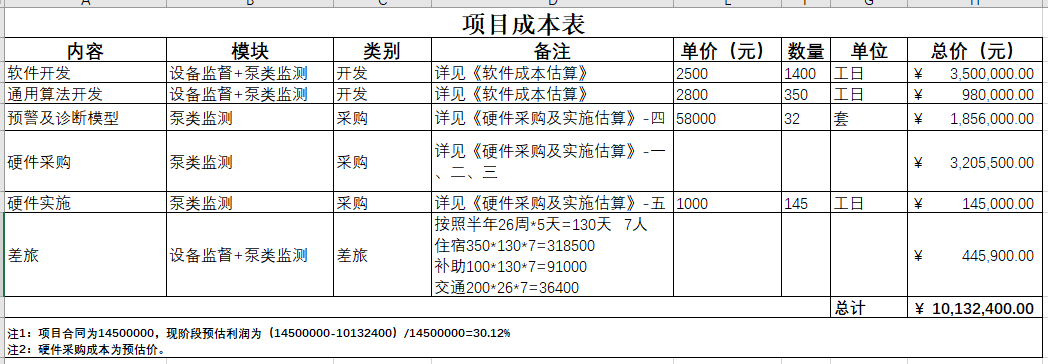 项目成本表
内容 模块 类别 备注 单价（元） 数量 单位 总价（元）
软件开发 设备监督+泵类监测 开发 详见《软件成本估算》 2500 1400 工日 ¥ 3,500,000.00
通用算法开发 设备监督+泵类监测 开发 详见《软件成本估算》 2800 350 工日 ¥ 980,000.00
预警及诊断模型 泵类监测 采购 详见《硬件采购及实施估算》-四 58000 32 套 ¥ 1,856,000.00
硬件采购 泵类监测 采购 详见《硬件采购及实施估算》-一
、二、三 ¥ 3,205,500.00
硬件实施 泵类监测 采购 详见《硬件采购及实施估算》-五 1000 145 工日 ¥ 145,000.00
差旅 设备监督+泵类监测 差旅 按照半年26周*5天=130天 7人
住宿350*130*7=318500
补助100*130*7=91000
交通200*26*7=36400
¥ 445,900.00
总计 ¥ 10,132,400.00
注1：项目合同为14500000，现阶段预估利润为（14500000-10132400）/14500000=30.12%
注2：硬件采购成本为预估价。